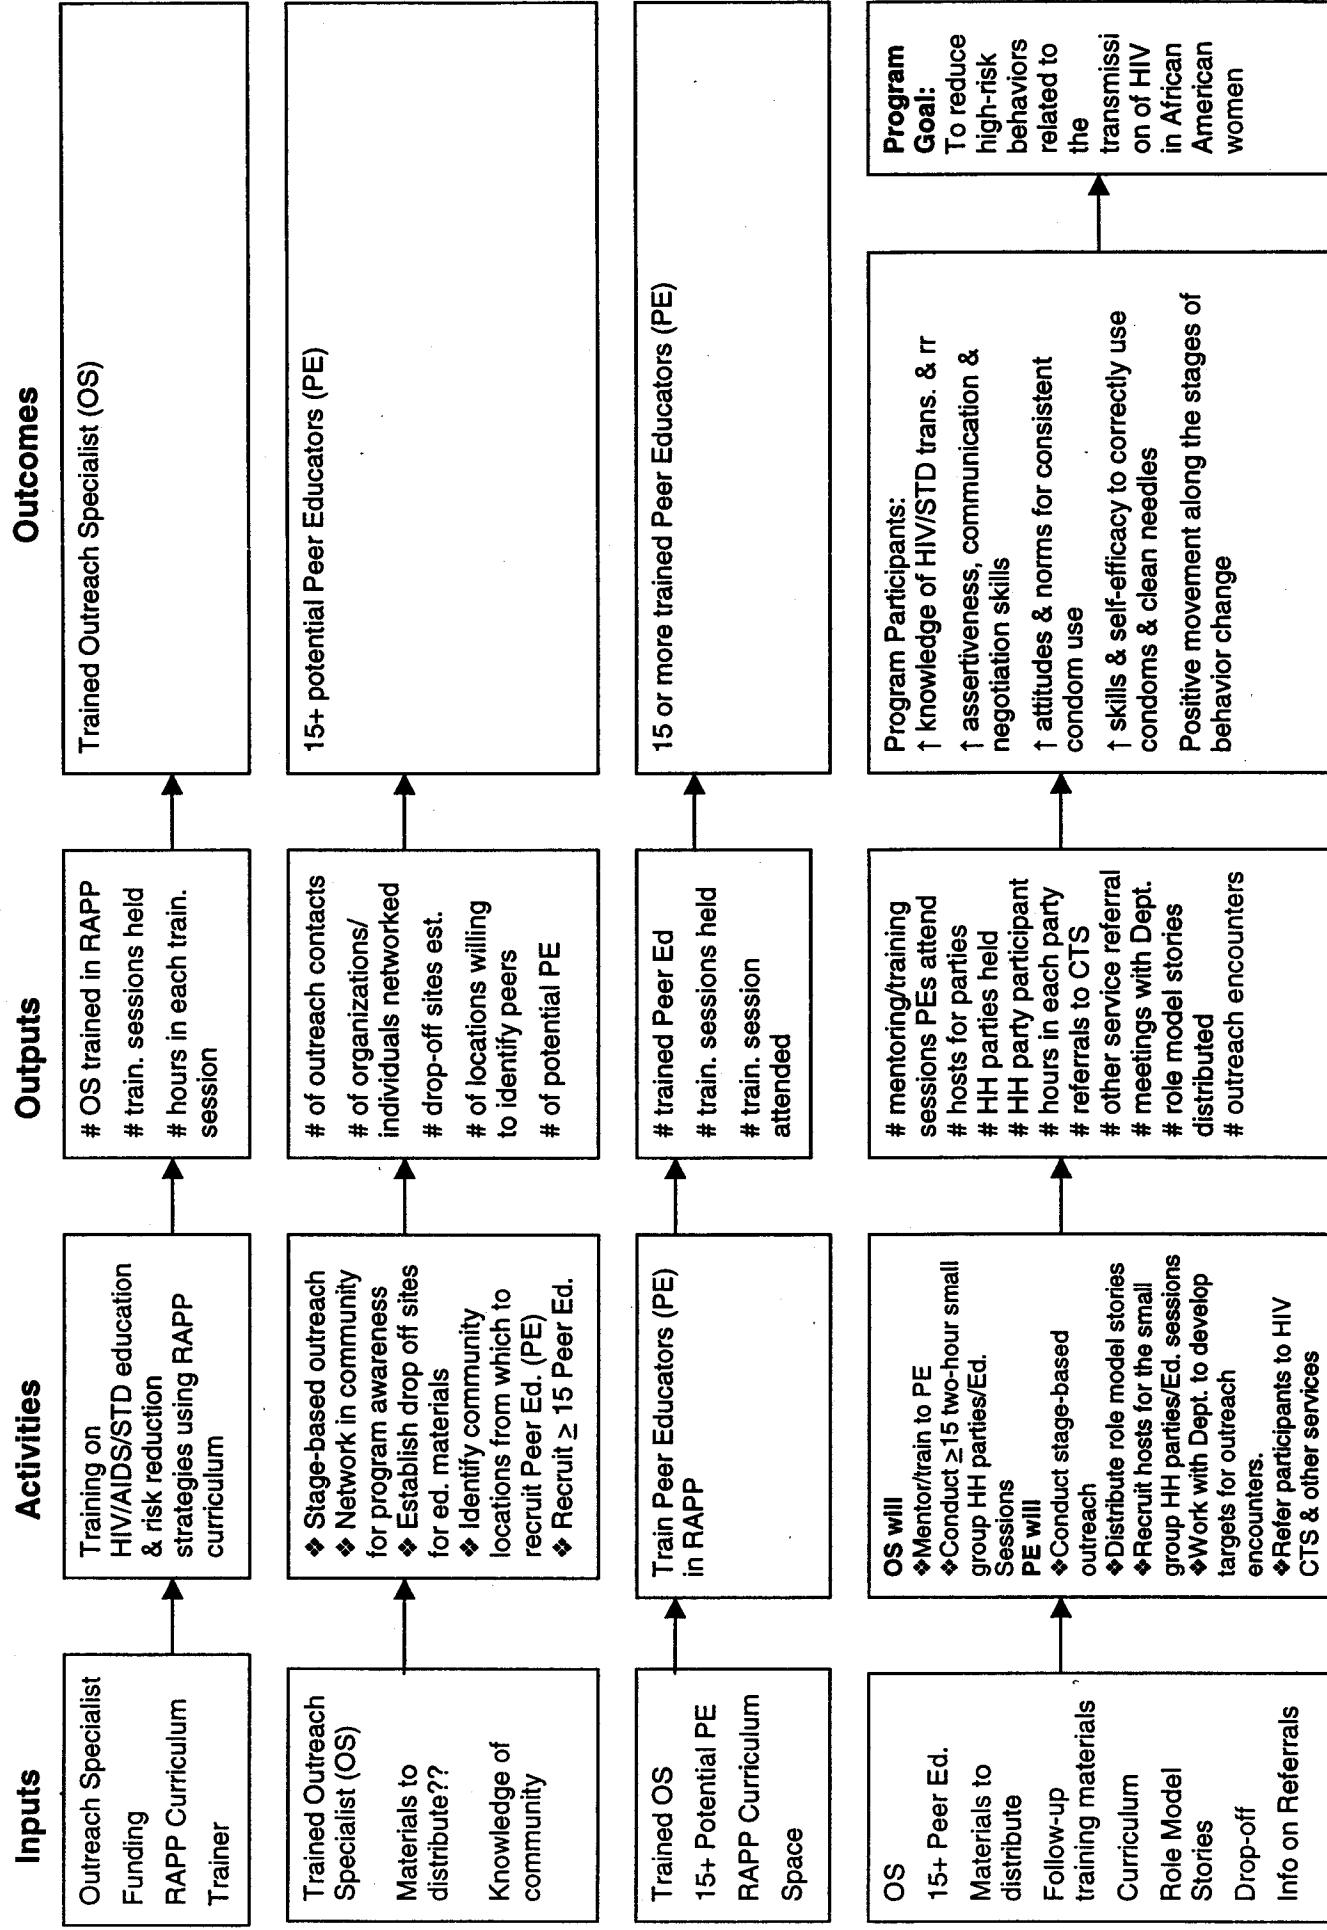 Inputs
Activities
Outputs
Outcomes
Outreach Specialist
Funding
RAPP Curriculum
Trainer
Training on
HIV/AIDS/STD education
& risk reduction
strategies using RAPP
curriculum
# OS trained in RAPP
# train. sessions held
# hours in each train.
session
Trained Outreach Specialist (OS)
Trained Outreach
Specialist (OS)
Materials to
distribute??
Knowledge of
community
❖ Stage-based outreach
❖ Network in community
for program awareness
❖ Establish drop off sites
for ed. materials
❖ Identify community
locations from which to
recruit Peer Ed. (PE)
❖ Recruit ≥ 15 Peer Ed.
# of outreach contacts
# of organizations/
individuals networked
# drop-off sites est.
# of locations willing
to identify peers
# of potential PE
15+ potential Peer Educators (PE)
Trained OS
15+ Potential PE
RAPP Curriculum
Space
Train Peer Educators (PE)
in RAPP
# trained Peer Ed
# train. sessions held
# train. session
attended
15 or more trained Peer Educators (PE)
OS
15+ Peer Ed.
Materials to
distribute
Follow-up
training materials
Curriculum
Role Model
Stories
Drop-off
Info on Referrals
OS will
❖Mentor/train to PE
❖Conduct ≥15 two-hour small
group HH parties/Ed.
Sessions
PE will
❖Conduct stage-based
outreach
❖Distribute role model stories
❖Recruit hosts for the small
group HH parties/Ed. sessions
❖Work with Dept. to develop
targets for outreach
encounters.
❖Refer participants to HIV
CTS & other services
# mentoring/training
sessions PEs attend
# hosts for parties
# HH parties held
# HH party participant
# hours in each party
# referrals to CTS
# other service referral
# meetings with Dept.
# role model stories
distributed
# outreach encounters
Program Participants:
↑ knowledge of HIV/STD trans. & rr
↑ assertiveness, communication &
negotiation skills
↑ attitudes & norms for consistent
condom use
↑ skills & self-efficacy to correctly use
condoms & clean needles
Positive movement along the stages of
behavior change
Program
Goal:
To reduce
high-risk
behaviors
related to
the
transmissi
on of HIV
in African
American
women